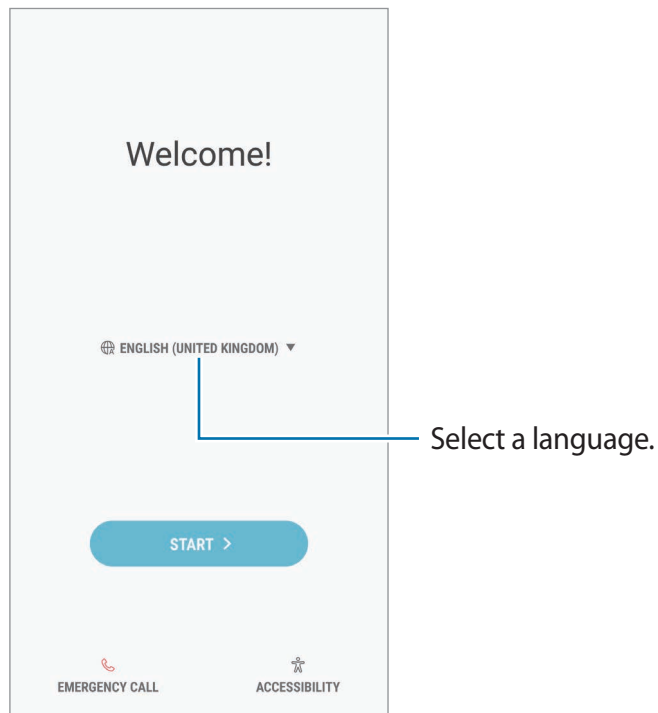 Welcome!
ENGLISH (UNITED KINGDOM)
Select a language.
START
EMERGENCY CALL
ACCESSIBILITY